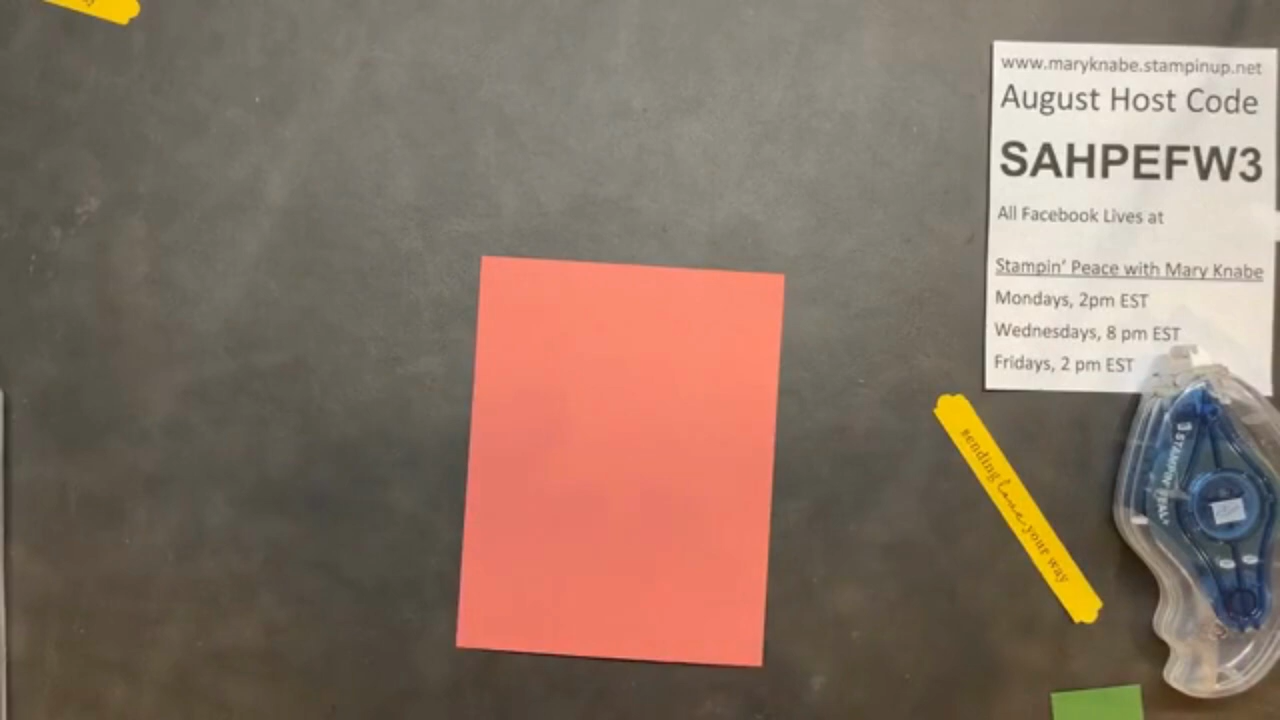 www.maryknabe.stampinup.net
August Host Code
SAHPEFW3
All Facebook Lives at
Stampin' Peace with Mary Knabe
Mondays, 2pm EST
Wednesdays, 8 pm EST
Fridays, 2 pm EST
sending love your way
STAMPIN' SEAL